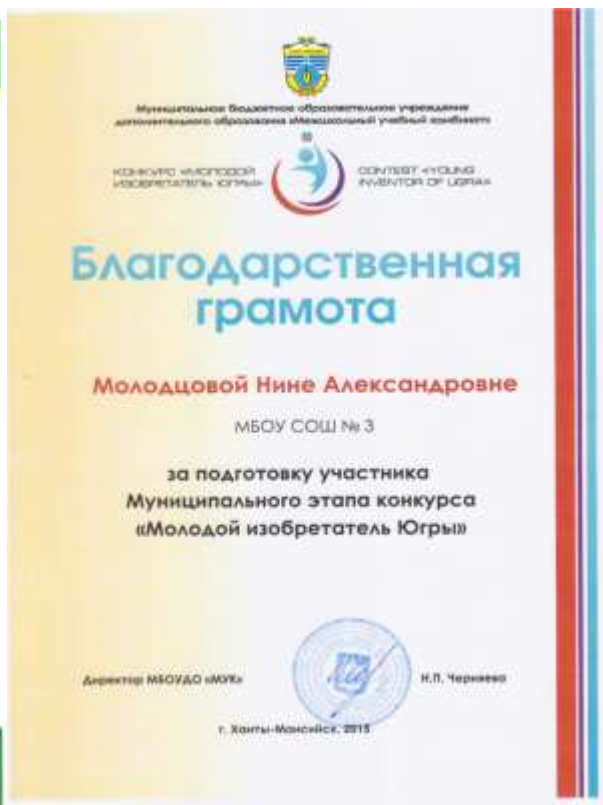 Муниципальное бюджетное образовательное учреждение
дополнительного образования «Межшкольный учебный комбинат»
КОНКУРС «МОЛОДОЙ
ИЗОБРЕТАТЕЛЬ ЮГРЫ»
CONTEST «YOUNG
INVENTOR OF UGRA»
Благодарственная
грамота
Молодцовой Нине Александровне
МБОУ СОШ № 3
за подготовку участника
Муниципального этапа конкурса
«Молодой изобретатель Югры»
Директор МБОУДО «МУК»
Н.П. Черняева
г. Ханты-Мансийск, 2015